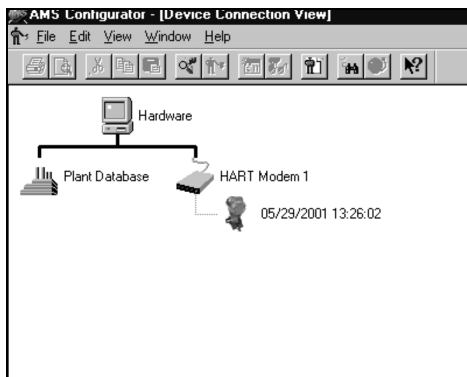 AMS Configurator - [Device Connection View]
File Edit View Window Help
Hardware
Plant Database
HART Modem 1
05/29/2001 13:26:02